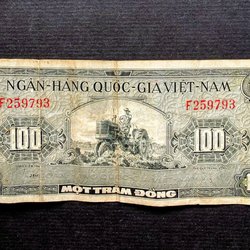 NGÂN-HÀNG QUỐC-GIA VIỆT-NAM
F259793 F259793
100 100
MỘT TRĂM ĐỒNG